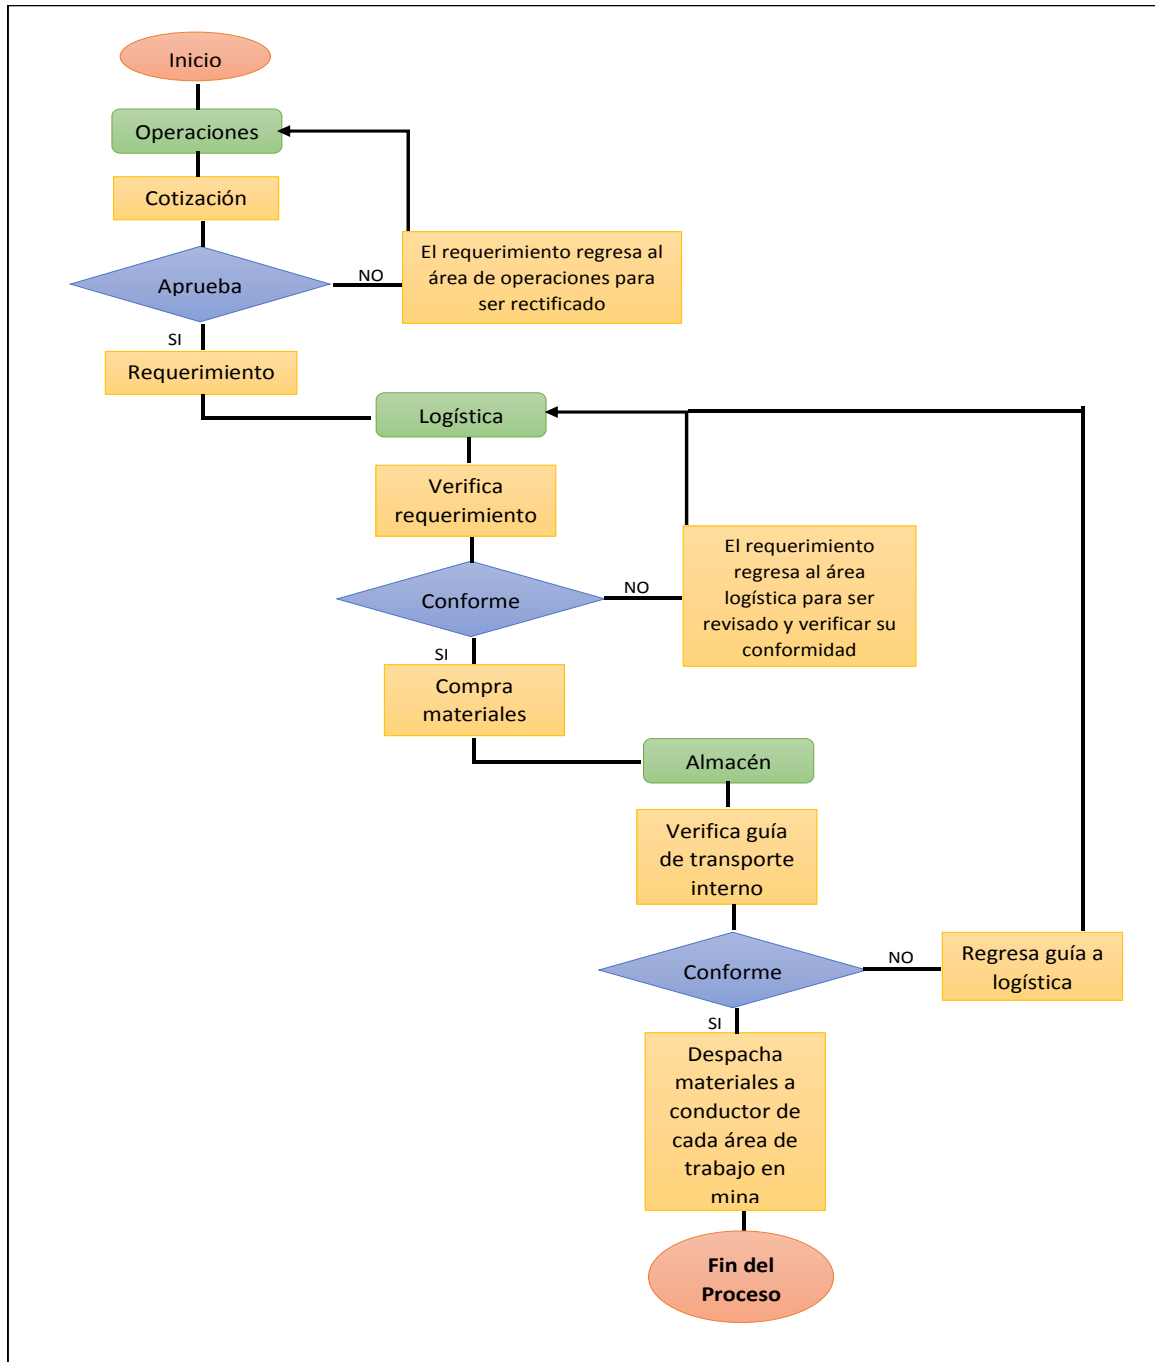 Inicio
Operaciones
Cotización
El requerimiento regresa al
área de operaciones para
ser rectificado
NO
Aprueba
SI
Requerimiento
Logística
Verifica
requerimiento
El requerimiento
regresa al área
logística para ser
revisado y verificar su
conformidad
NO
Conforme
SI
Compra
materiales
Almacén
Verifica guía
de transporte
interno
Conforme
NO
Regresa guía a
logística
SI
Despacha
materiales a
conductor de
cada área de
trabajo en
mina
Fin del
Proceso